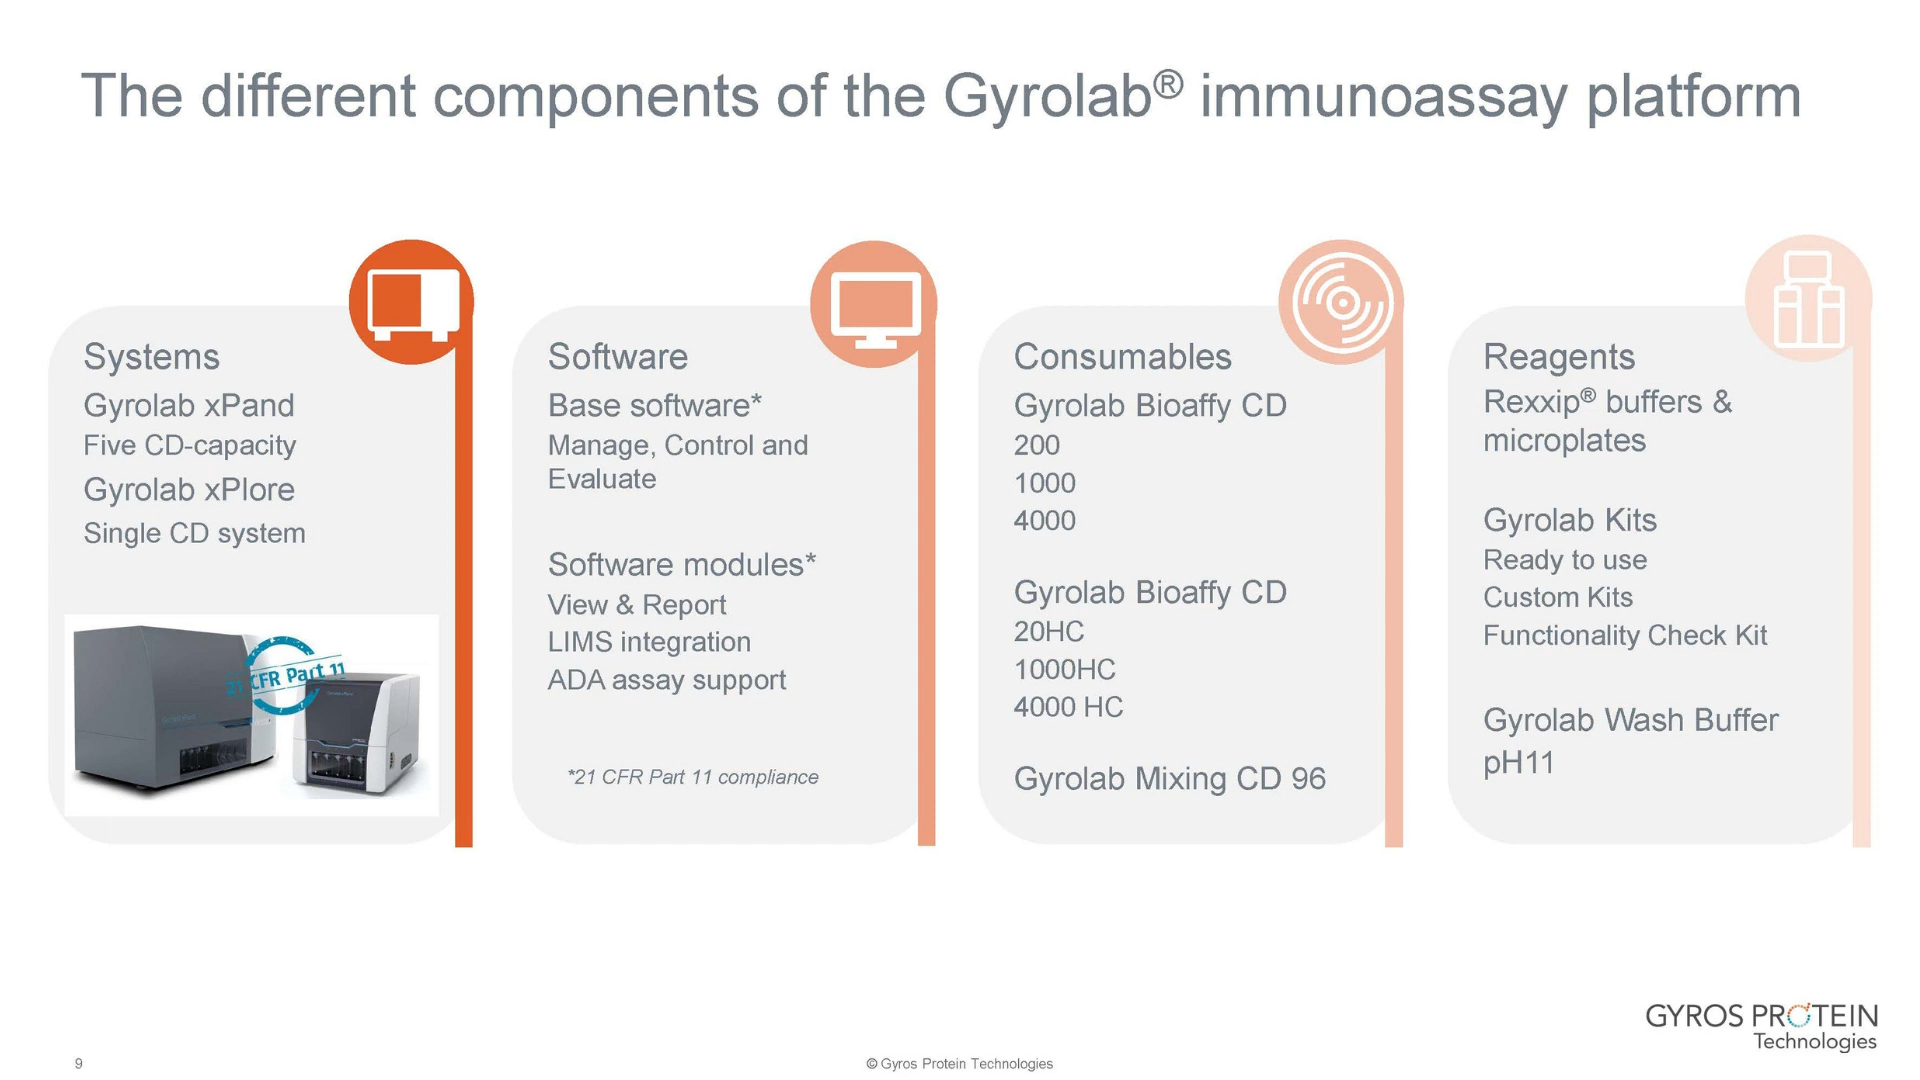 The different components of the Gyrolab® immunoassay platform
Systems
Gyrolab xPand
Five CD-capacity
Gyrolab xPlore
Single CD system
21 CFR Part 11
Software
Base software*
Manage, Control and
Evaluate
Software modules*
View & Report
LIMS integration
ADA assay support
*21 CFR Part 11 compliance
Consumables
Gyrolab Bioaffy CD
200
1000
4000
Gyrolab Bioaffy CD
20HC
1000HC
4000 HC
Gyrolab Mixing CD 96
Reagents
Rexxip® buffers &
microplates
Gyrolab Kits
Ready to use
Custom Kits
Functionality Check Kit
Gyrolab Wash Buffer
pH11
GYROS PROTEIN
Technologies
9
© Gyros Protein Technologies